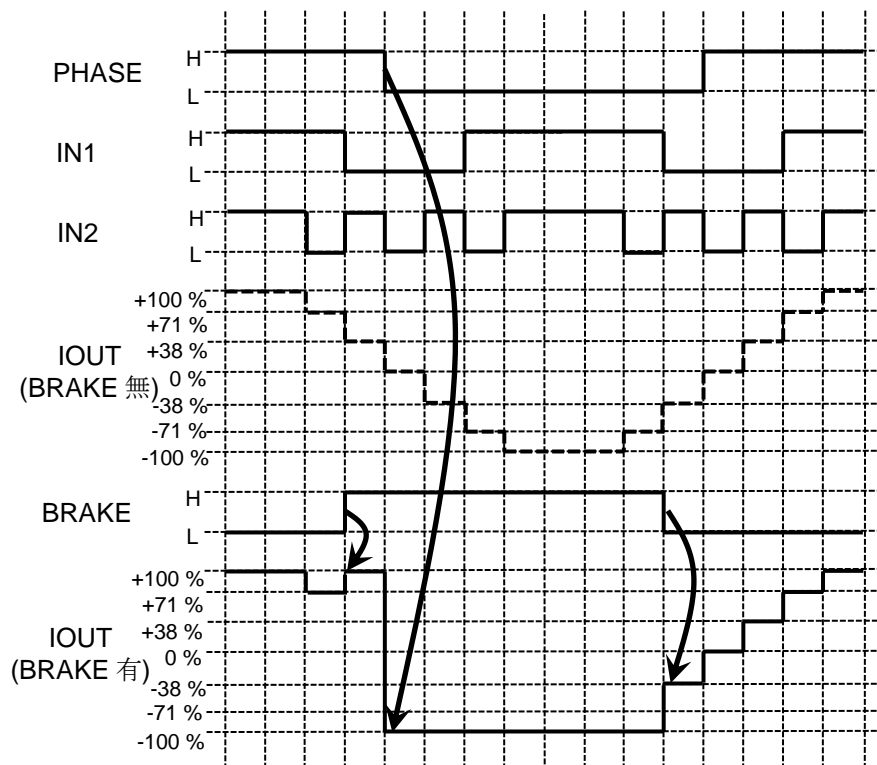 PHASE
H
L
IN1
H
L
IN2
H
L
IOUT
(BRAKE 無)
+100 %
+71 %
+38 %
0 %
-38 %
-71 %
-100 %
BRAKE
H
L
IOUT
(BRAKE 有)
+100 %
+71 %
+38 %
0 %
-38 %
-71 %
-100 %